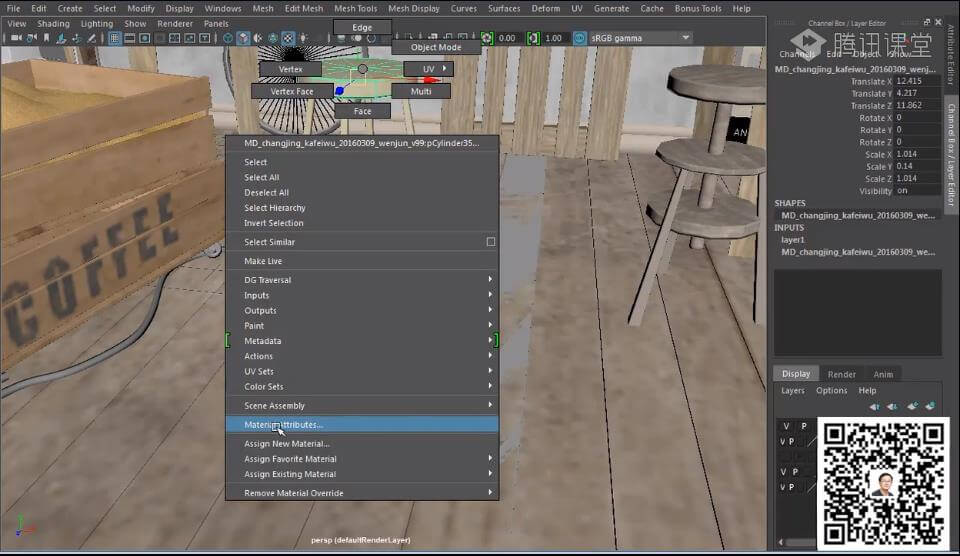 File Edit Create Select Modify Display Windows Mesh Edit Mesh Mesh Tools Mesh Display Curves Surfaces Deform UV Generate Cache Bonus Tools Help
View Shading Lighting Show Renderer Panels
Channel Box / Layer Editor
Edge
0.00
1.00
sRGB gamma
腾讯课堂
Object Mode
Channels Edit Object Show
Vertex
UV
MD_changjing_kafeiwu_20160309_wenj...
Translate X 12.415
Vertex Face
Multi
Translate Y 4.217
Translate Z 11.862
Face
Rotate X 0
Rotate Y 0
Rotate Z 0
AN
Scale X 1.014
Scale Y 0.14
Scale Z 1.014
Visibility on
SHAPES
MD_changjing_kafeiwu_20160309_we...
INPUTS
layer1
MD_changjing_kafeiwu_20160309_we...
Attribute Editor
Channel Box / Layer Editor
MD_changjing_kafeiwu_20160309_wenjun_v99:pCylinder35...
Select
Select All
Deselect All
Select Hierarchy
Invert Selection
Select Similar
Make Live
DG Traversal
Inputs
Outputs
Paint
Metadata
Actions
UV Sets
Color Sets
Scene Assembly
Material Attributes...
Assign New Material...
Assign Favorite Material
Assign Existing Material
Remove Material Override
COFFEE
Display Render Anim
Layers Options Help
V P
V P
V P
V P
persp (defaultRenderLayer)